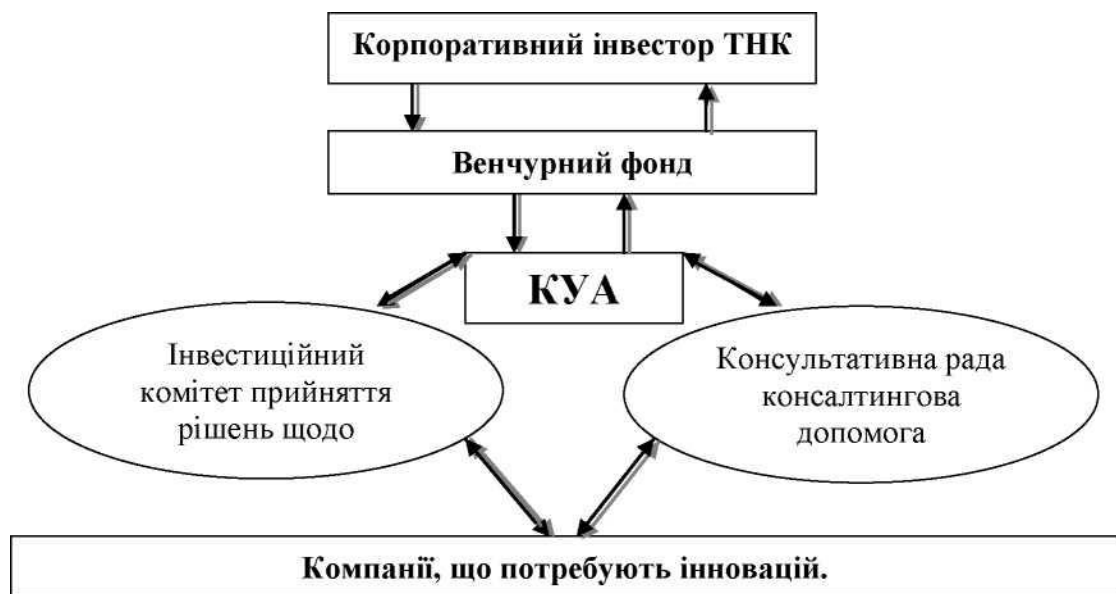 Корпоративний інвестор ТНК
Венчурний фонд
КУА
Інвестиційний
комітет прийняття
рішень щодо
Консультативна рада
консалтингова
допомога
Компанії, що потребують інновацій.